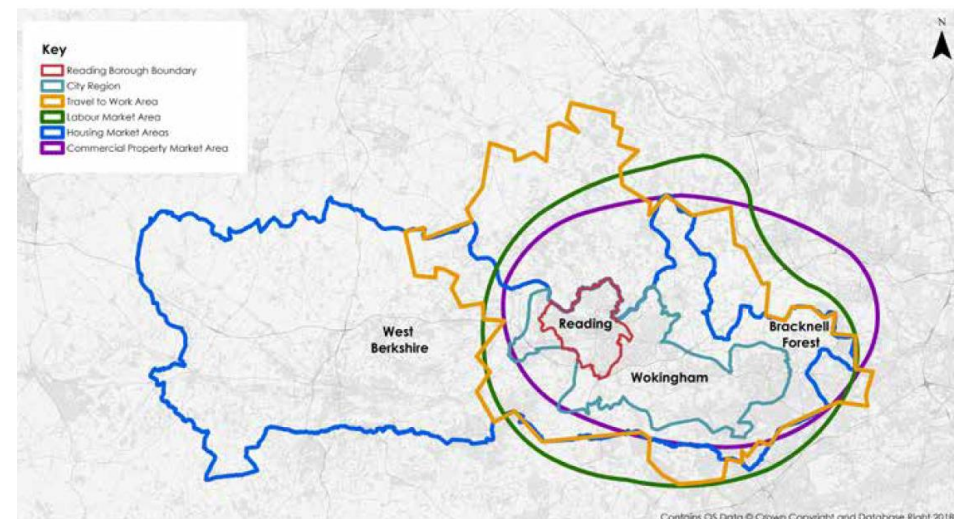 N
Key
Reading Borough Boundary
City Region
Travel to Work Area
Labour Market Area
Housing Market Areas
Commercial Property Market Area
West
Berkshire
Reading
Wokingham
Bracknell
Forest
Contains OS Data © Crown Copyright and Database Right 2018